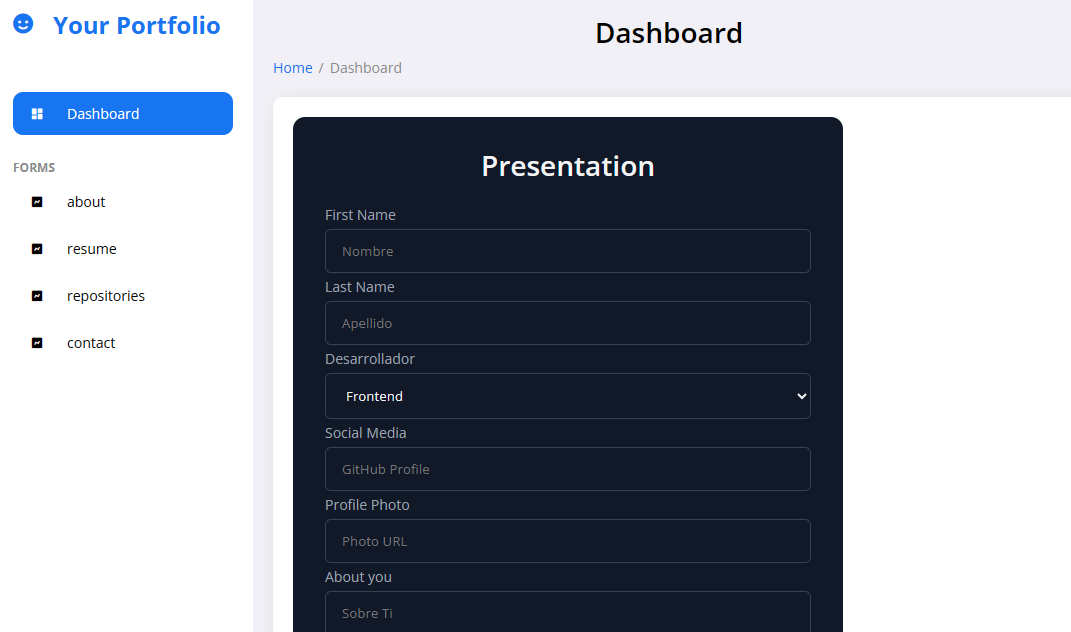 Your Portfolio
Dashboard
FORMS
about
resume
repositories
contact
Dashboard
Home / Dashboard
Presentation
First Name
Nombre
Last Name
Apellido
Desarrollador
Frontend
Social Media
GitHub Profile
Profile Photo
Photo URL
About you
Sobre Ti